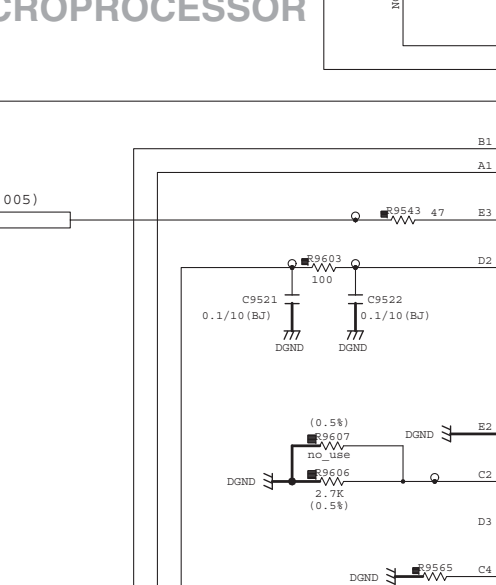 CROPROCESSOR
B1
A1
005)
R9543 47 E3
R9603 D2
100
C9521 C9522
0.1/10(BJ) 0.1/10(BJ)
DGND DGND
(0.5%)
R9607 DGND E2
no_use
R9606 C2
DGND
2.7K
(0.5%)
D3
R9565 C4
DGND